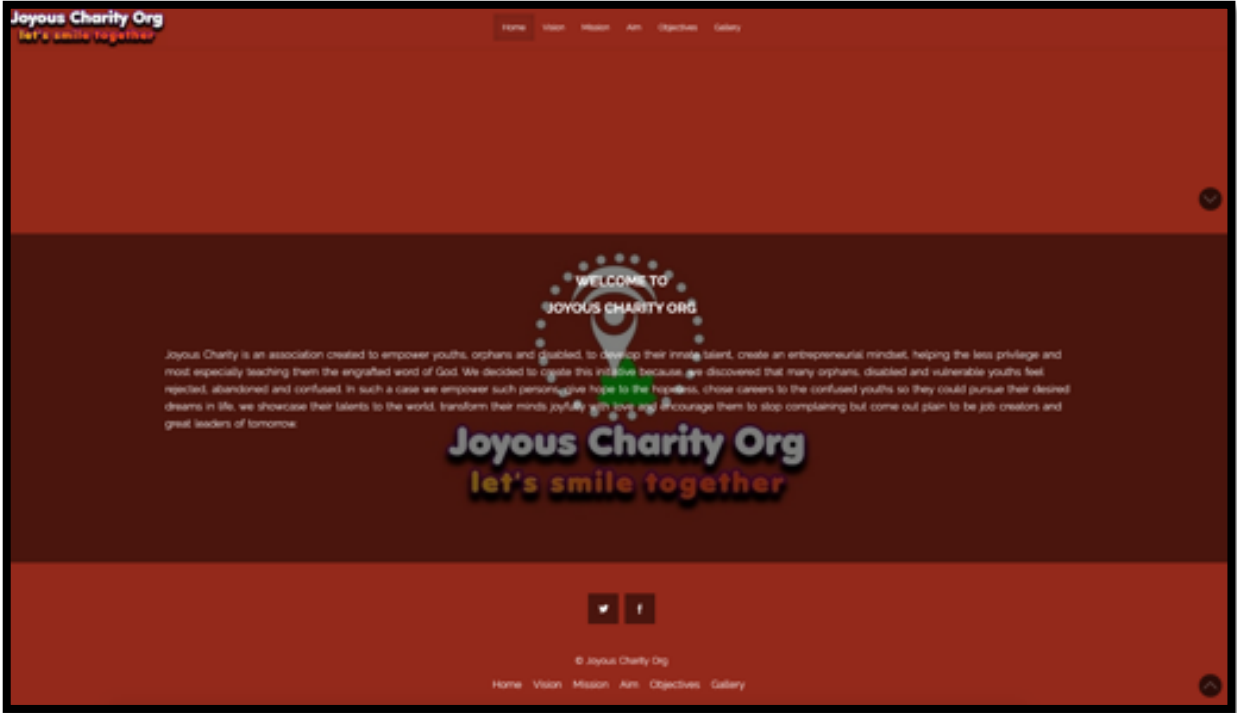 Joyous Charity Org
let's smile together
Home Vision Mission Aim Objectives Gallery
WELCOME TO
JOYOUS CHARITY ORG
Joyous Charity is an association created to empower youths, orphans and disabled, to develop their innate talent, create an entrepreneurial mindset, helping the less privilege and
most especially teaching them the engrafted word of God. We decided to create this initiative because we discovered that many orphans, disabled and vulnerable youths feel
rejected, abandoned and confused. In such a case we empower such persons, give hope to the hopeless, chose careers to the confused youths so they could pursue their desired
dreams in life, we showcase their talents to the world, transform their minds joyfully with love and encourage them to stop complaining but come out plain to be job creators and
great leaders of tomorrow.
Joyous Charity Org
let's smile together
© Joyous Charity Org
Home Vision Mission Aim Objectives Gallery